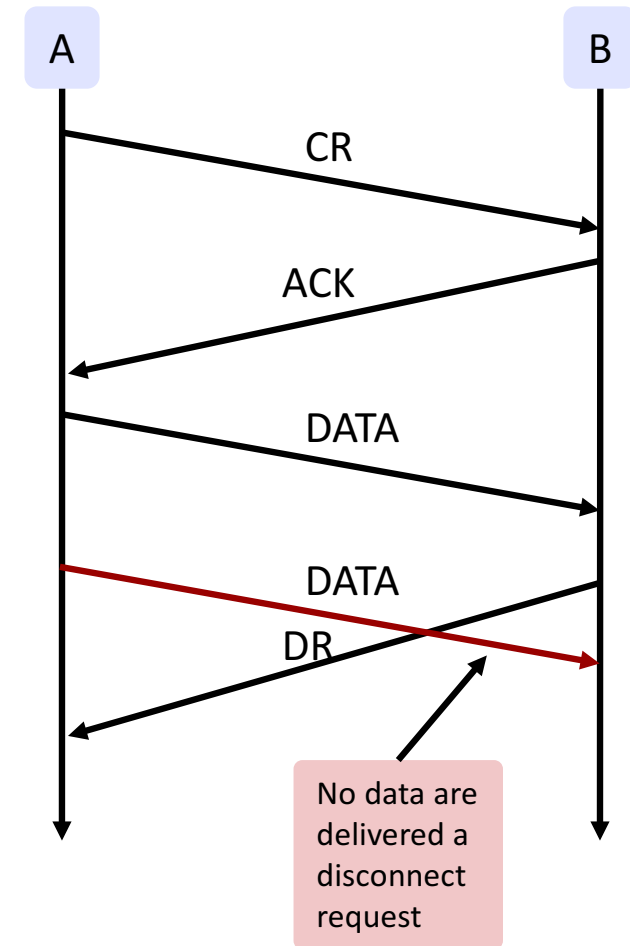 A
B
CR
ACK
DATA
DATA
DR
No data are
delivered a
disconnect
request